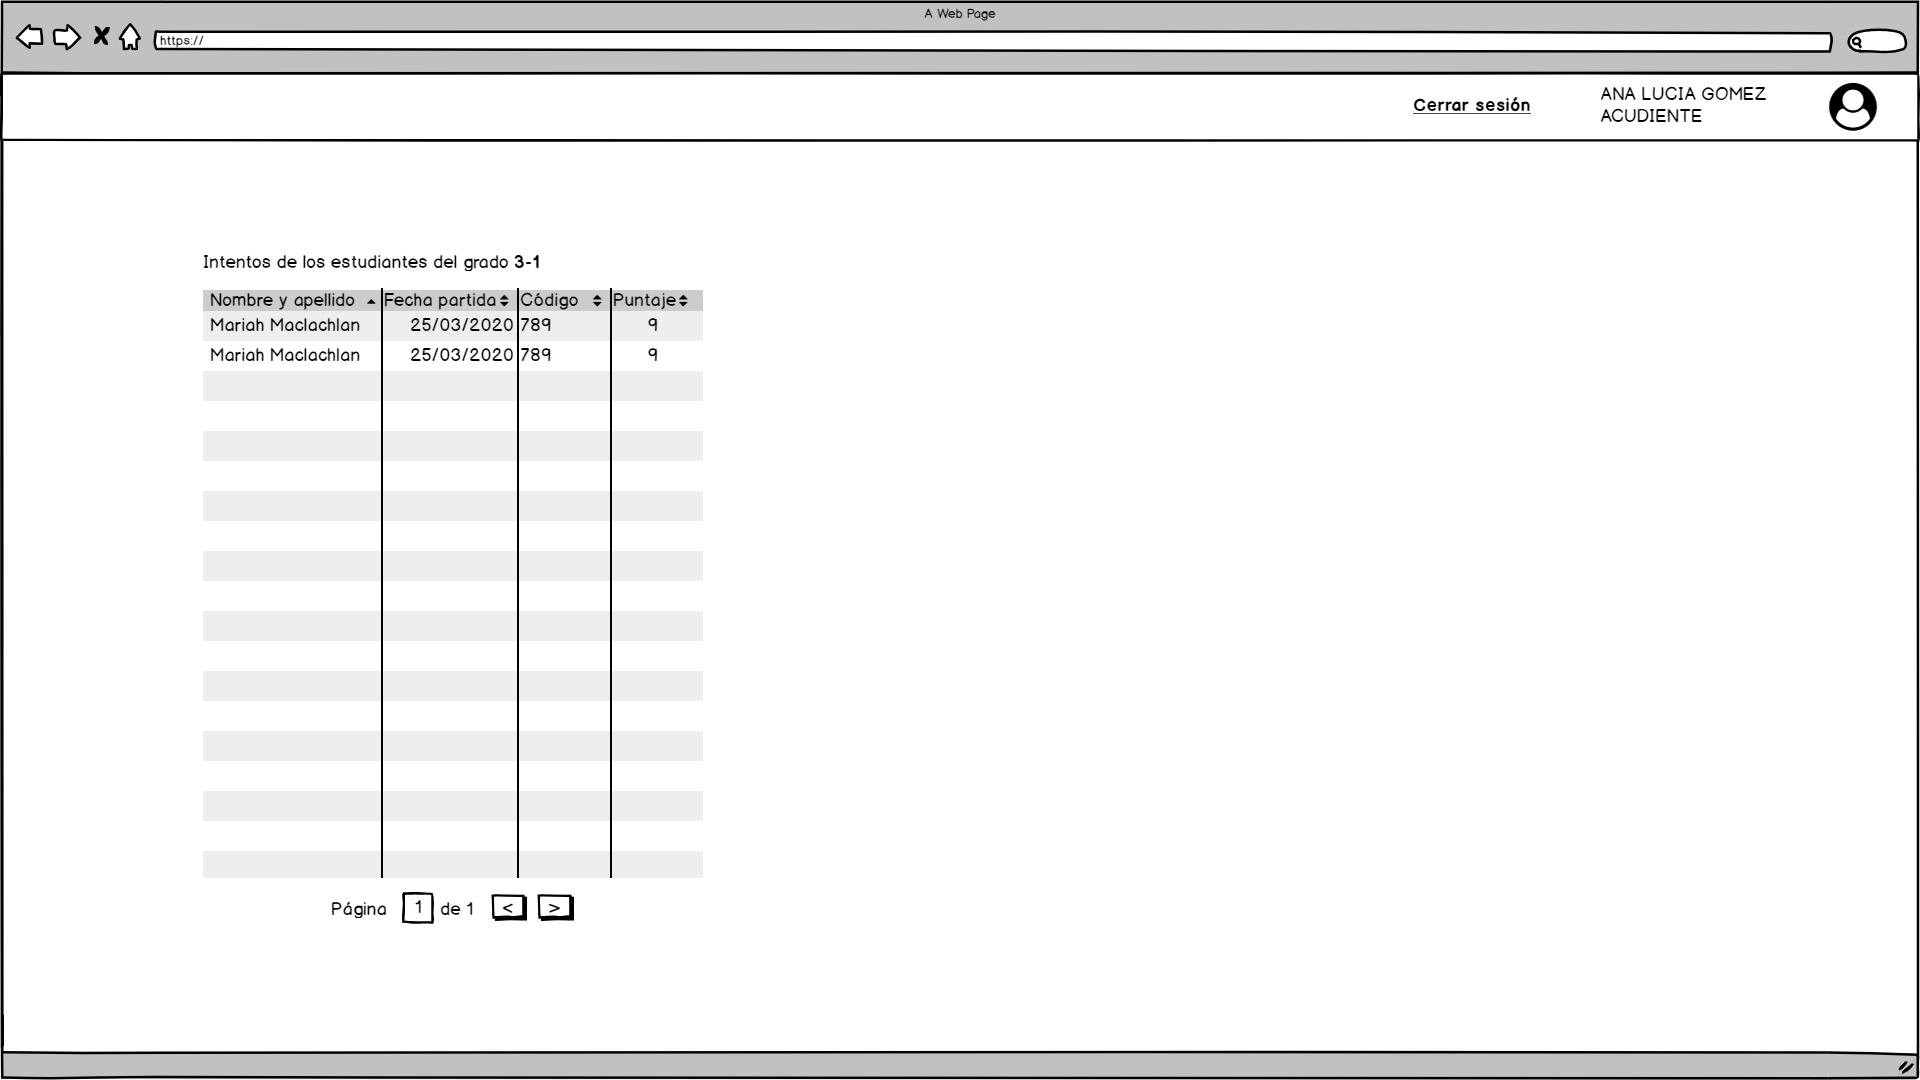 A Web Page
https://
Cerrar sesión
ANA LUCIA GOMEZ
ACUDIENTE
Intentos de los estudiantes del grado 3-1
Nombre y apellido Fecha partida Código Puntaje
Mariah Maclachlan 25/03/2020 789 9
Mariah Maclachlan 25/03/2020 789 9
Página 1 de 1 < >